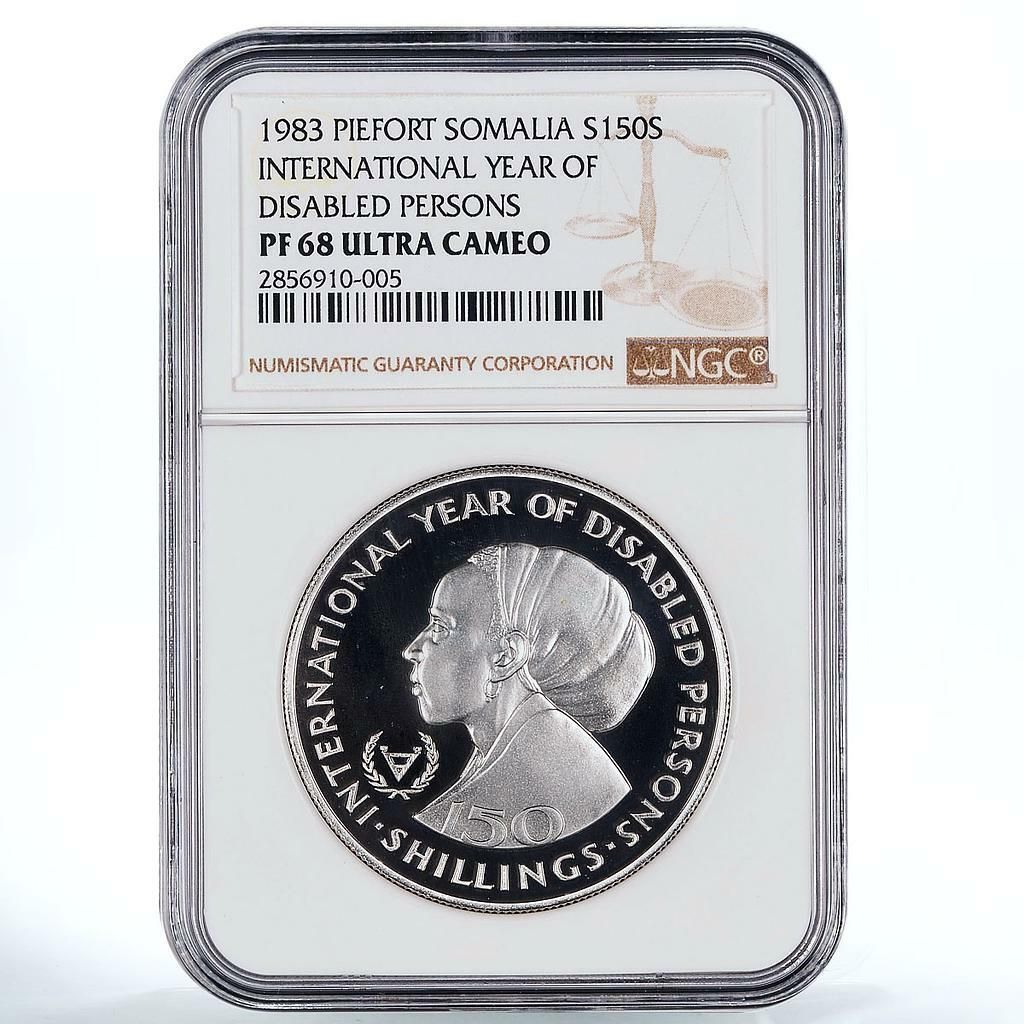 1983 PIEFORT SOMALIA S150S
INTERNATIONAL YEAR OF
DISABLED PERSONS
PF 68 ULTRA CAMEO
2856910-005
NUMISMATIC GUARANTY CORPORATION
NGC®
INTERNATIONAL YEAR OF DISABLED PERSONS
150
·SHILLINGS·